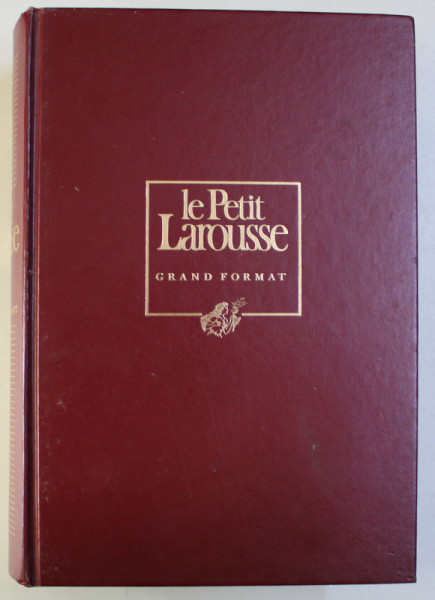 le Petit
Larousse
GRAND FORMAT